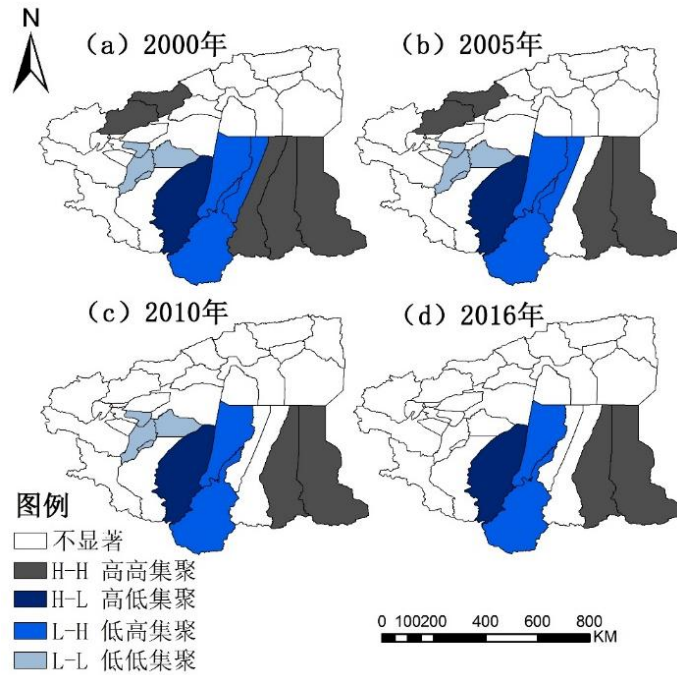 N
（a）2000年
（b）2005年
（c）2010年
（d）2016年
图例
不显著
H-H 高高集聚
H-L 高低集聚
L-H 低高集聚
L-L 低低集聚
0 100200 400 600 800
KM